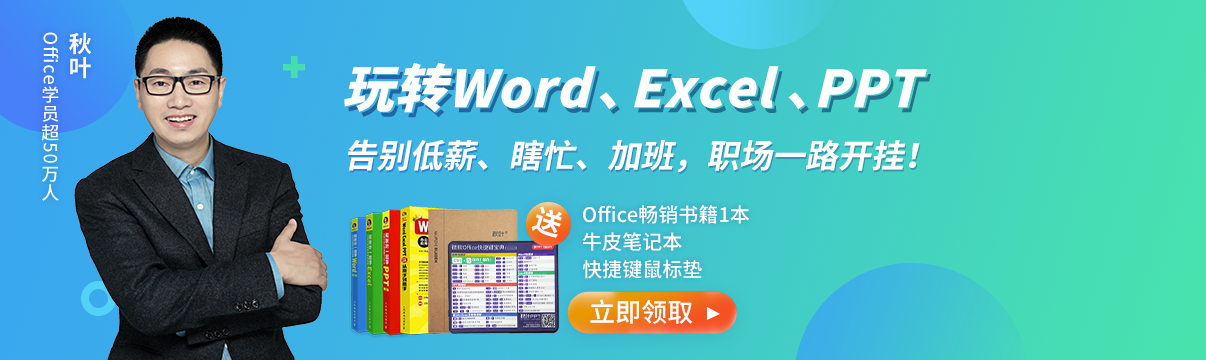 秋叶
Office学员超50万人
玩转Word、Excel、PPT
告别低薪、瞎忙、加班，职场一路开挂！
送
Office畅销书籍1本
牛皮笔记本
快捷键鼠标垫
立即领取